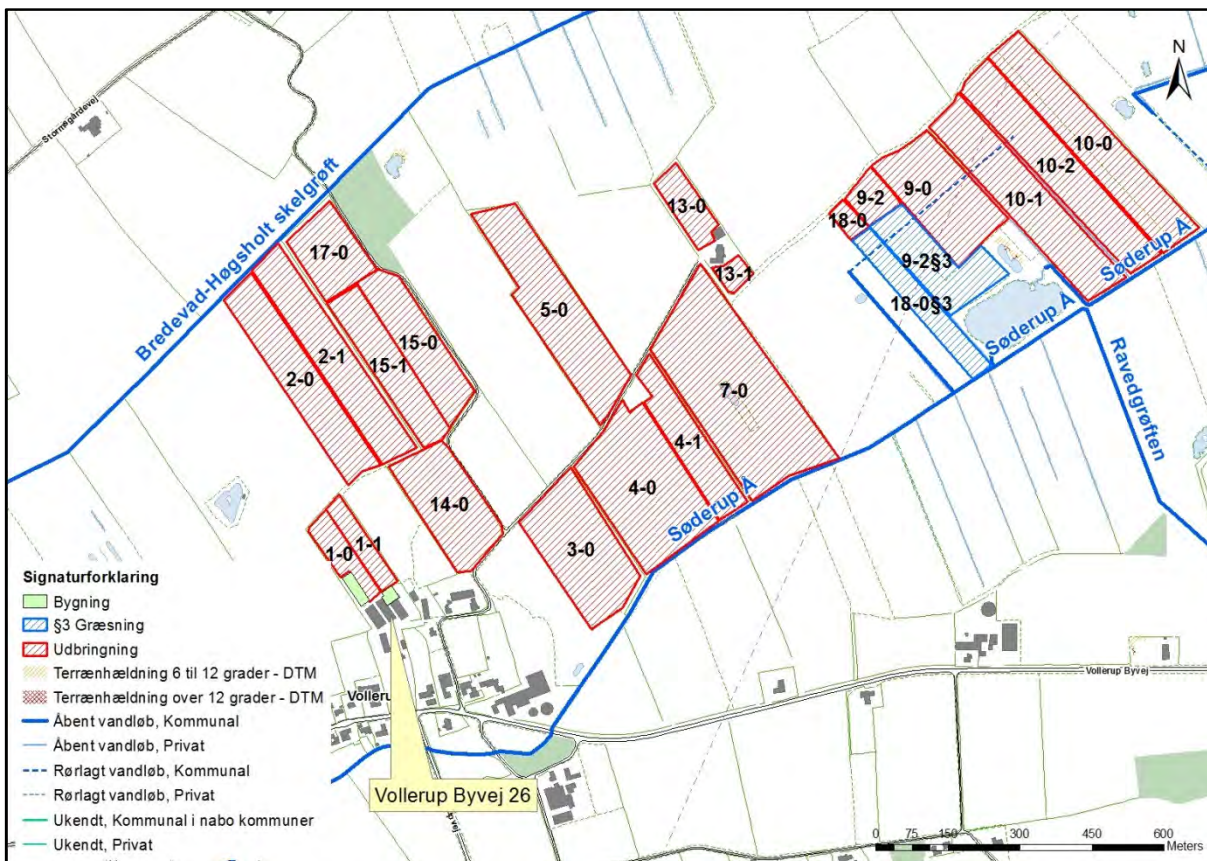 N
Stormgårdevej
Bredevad-Høgsholt skelgrøft
10-0
10-2
10-1
9-0
9-2
18-0
13-0
13-1
9-2§3
18-0§3
Søderup Å
Søderup Å
Ravedgrøften
17-0
5-0
15-0
2-1
15-1
2-0
7-0
4-1
4-0
Søderup Å
14-0
3-0
1-1
1-0
Signaturforklaring
Bygning
§3 Græsning
Udbringning
Terrænhældning 6 til 12 grader - DTM
Terrænhældning over 12 grader - DTM
Åbent vandløb, Kommunal
Åbent vandløb, Privat
Rørlagt vandløb, Kommunal
Rørlagt vandløb, Privat
Ukendt, Kommunal i nabo kommuner
Ukendt, Privat
Vollerup Byvej
Volleru
Vollerup Byvej 26
0 75 150 300 450 600
Meters